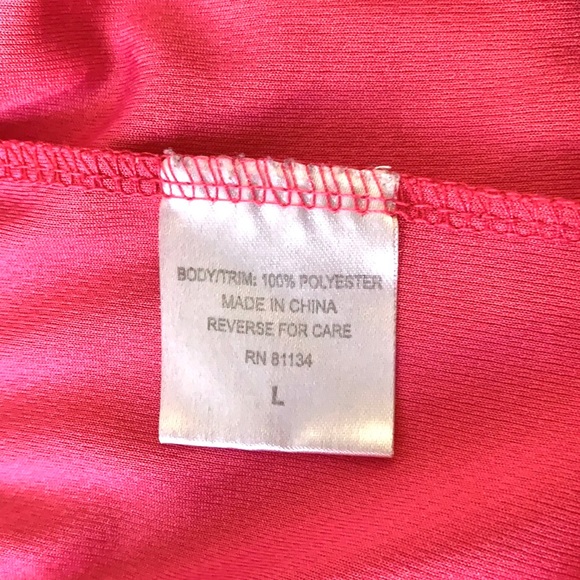 BODY/TRIM: 100% POLYESTER
MADE IN CHINA
REVERSE FOR CARE
RN 81134
L